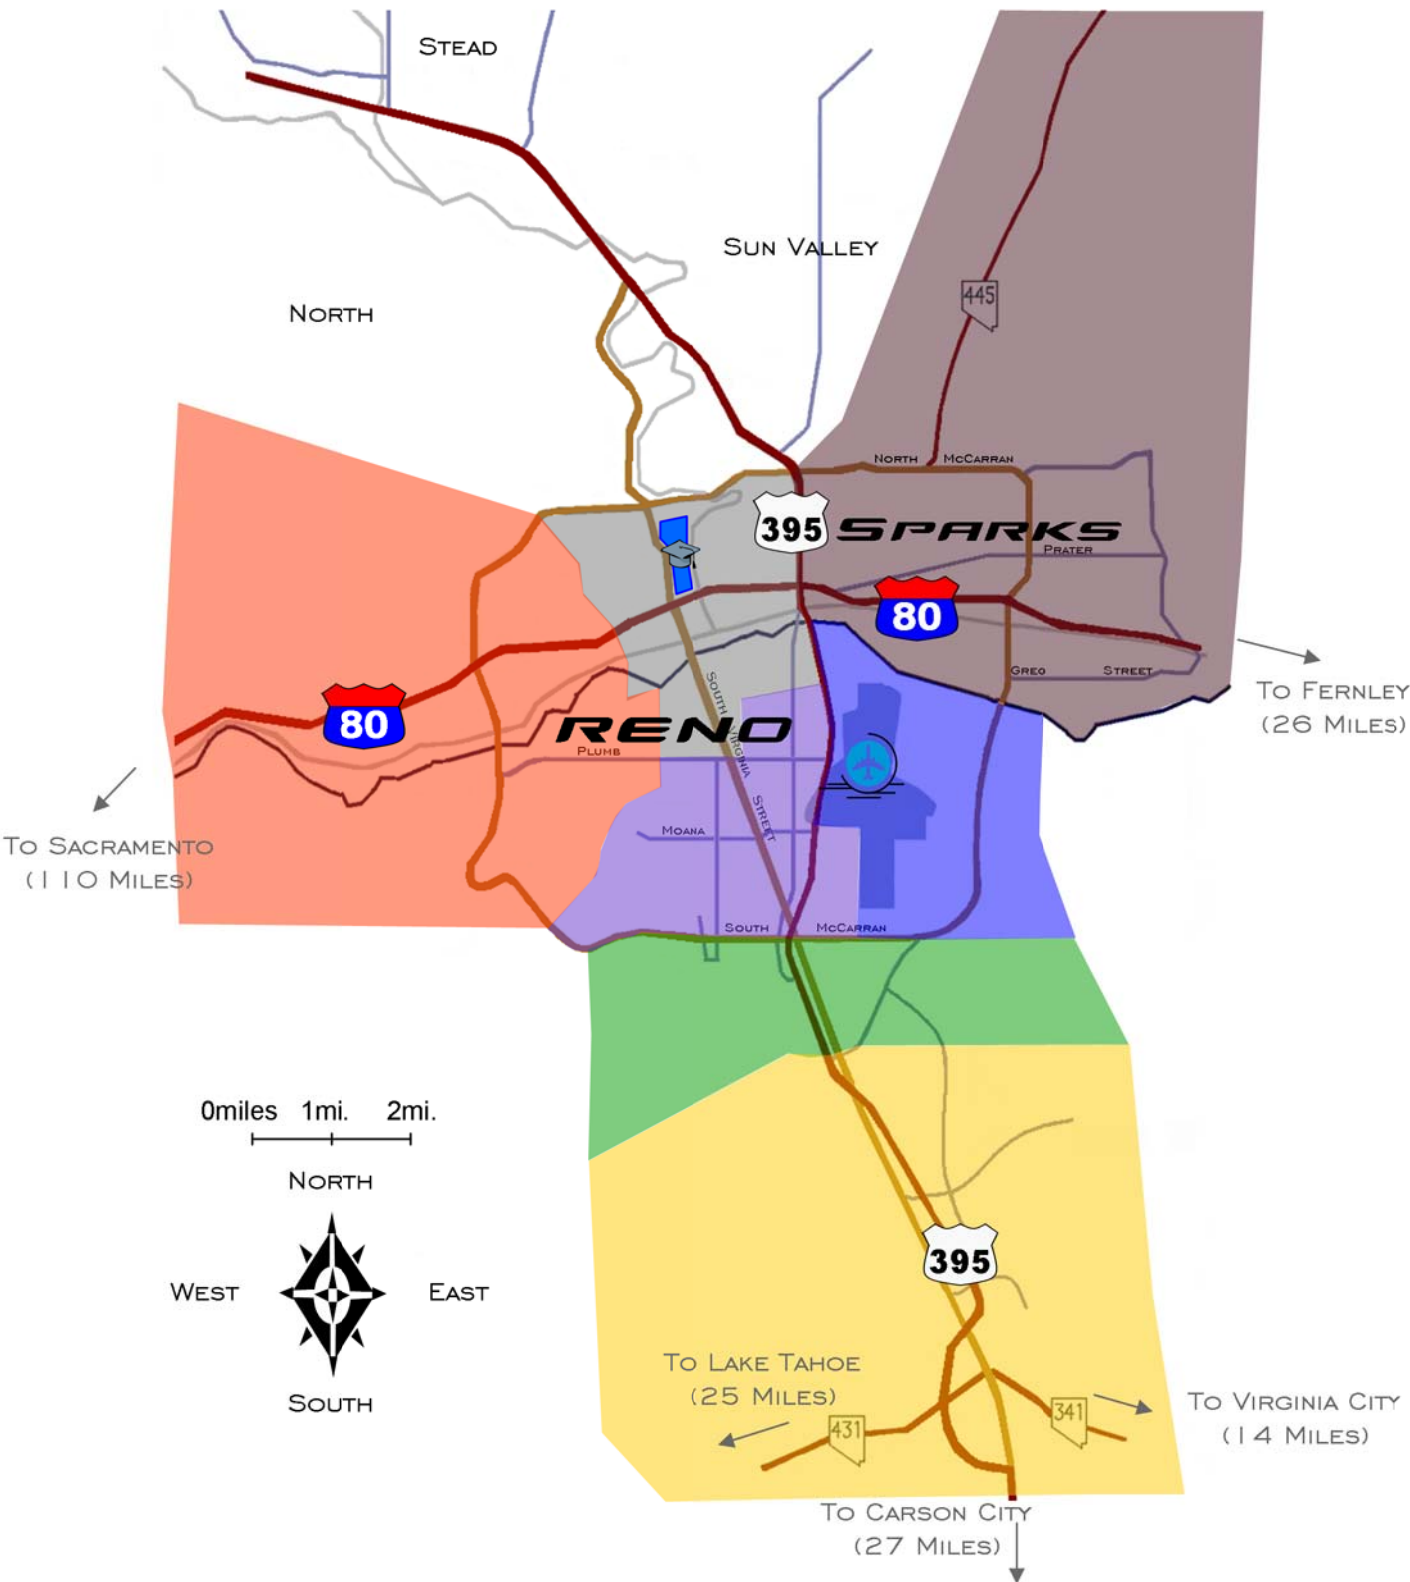 STEAD
SUN VALLEY
NORTH
445
NORTH MCCARRAN
395
SPARKS
PRATER
80
GREG STREET
TO FERNLEY
(26 MILES)
80
RENO
SOUTH VIRGINIA STREET
PLUMB
MOANA
TO SACRAMENTO
(110 MILES)
SOUTH MCCARRAN
0miles 1mi. 2mi.
NORTH
WEST
EAST
SOUTH
395
TO LAKE TAHOE
(25 MILES)
431
341
TO VIRGINIA CITY
(14 MILES)
TO CARSON CITY
(27 MILES)